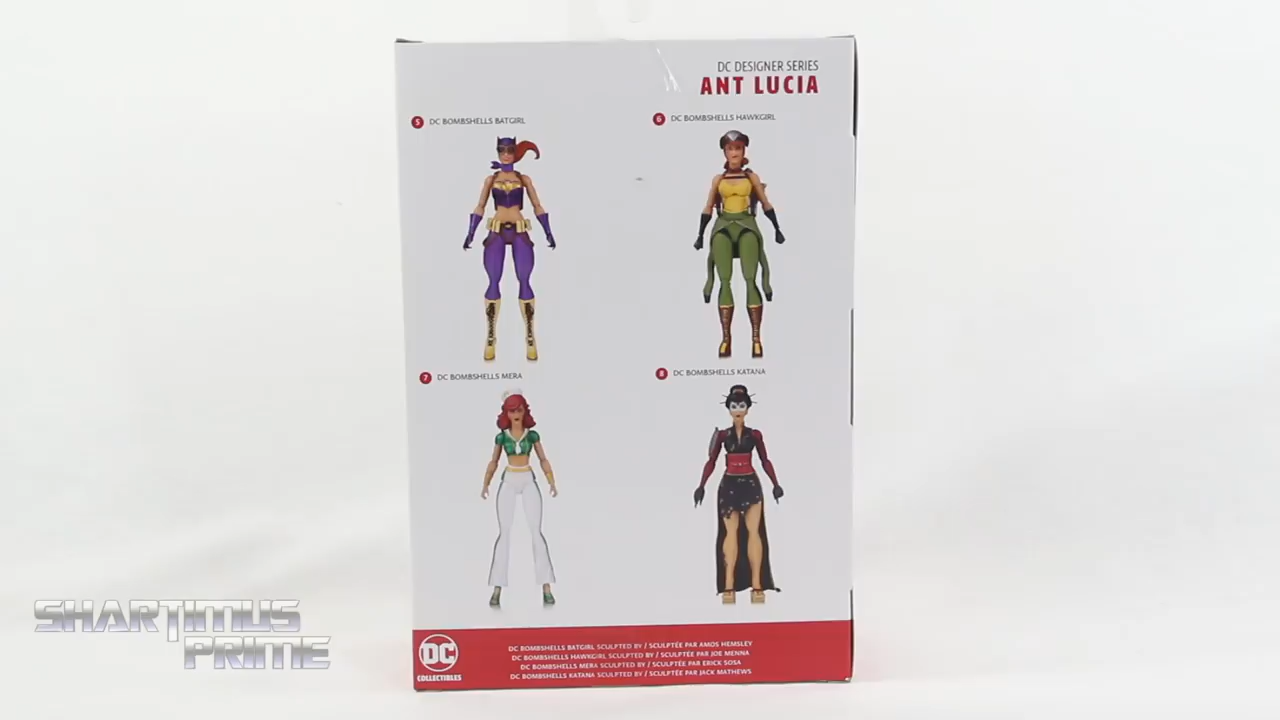 DC DESIGNER SERIES
ANT LUCIA
5 DC BOMBSHELLS BATGIRL
6 DC BOMBSHELLS HAWKGIRL
7 DC BOMBSHELLS MERA
8 DC BOMBSHELLS KATANA
DC
COLLECTIBLES
DC BOMBSHELLS BATGIRL SCULPTED BY / SCULPTÉE PAR AMOS HEMSLEY
DC BOMBSHELLS HAWKGIRL SCULPTED BY / SCULPTÉE PAR JOE MENNA
DC BOMBSHELLS MERA SCULPTED BY / SCULPTÉE PAR ERICK SOSA
DC BOMBSHELLS KATANA SCULPTED BY / SCULPTÉE PAR JACK MATHEWS
SHARTIMUS
PRIME